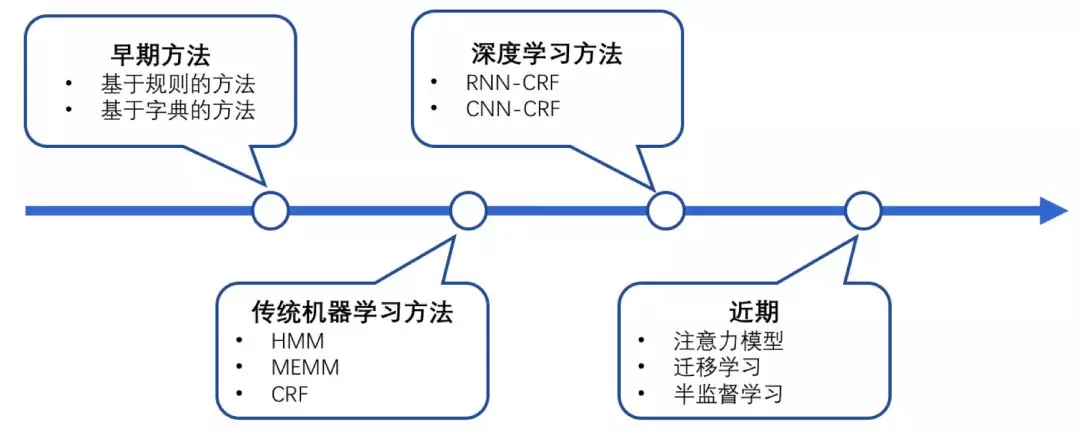 早期方法
• 基于规则的方法
• 基于字典的方法
深度学习方法
• RNN-CRF
• CNN-CRF
传统机器学习方法
• HMM
• MEMM
• CRF
近期
• 注意力模型
• 迁移学习
• 半监督学习